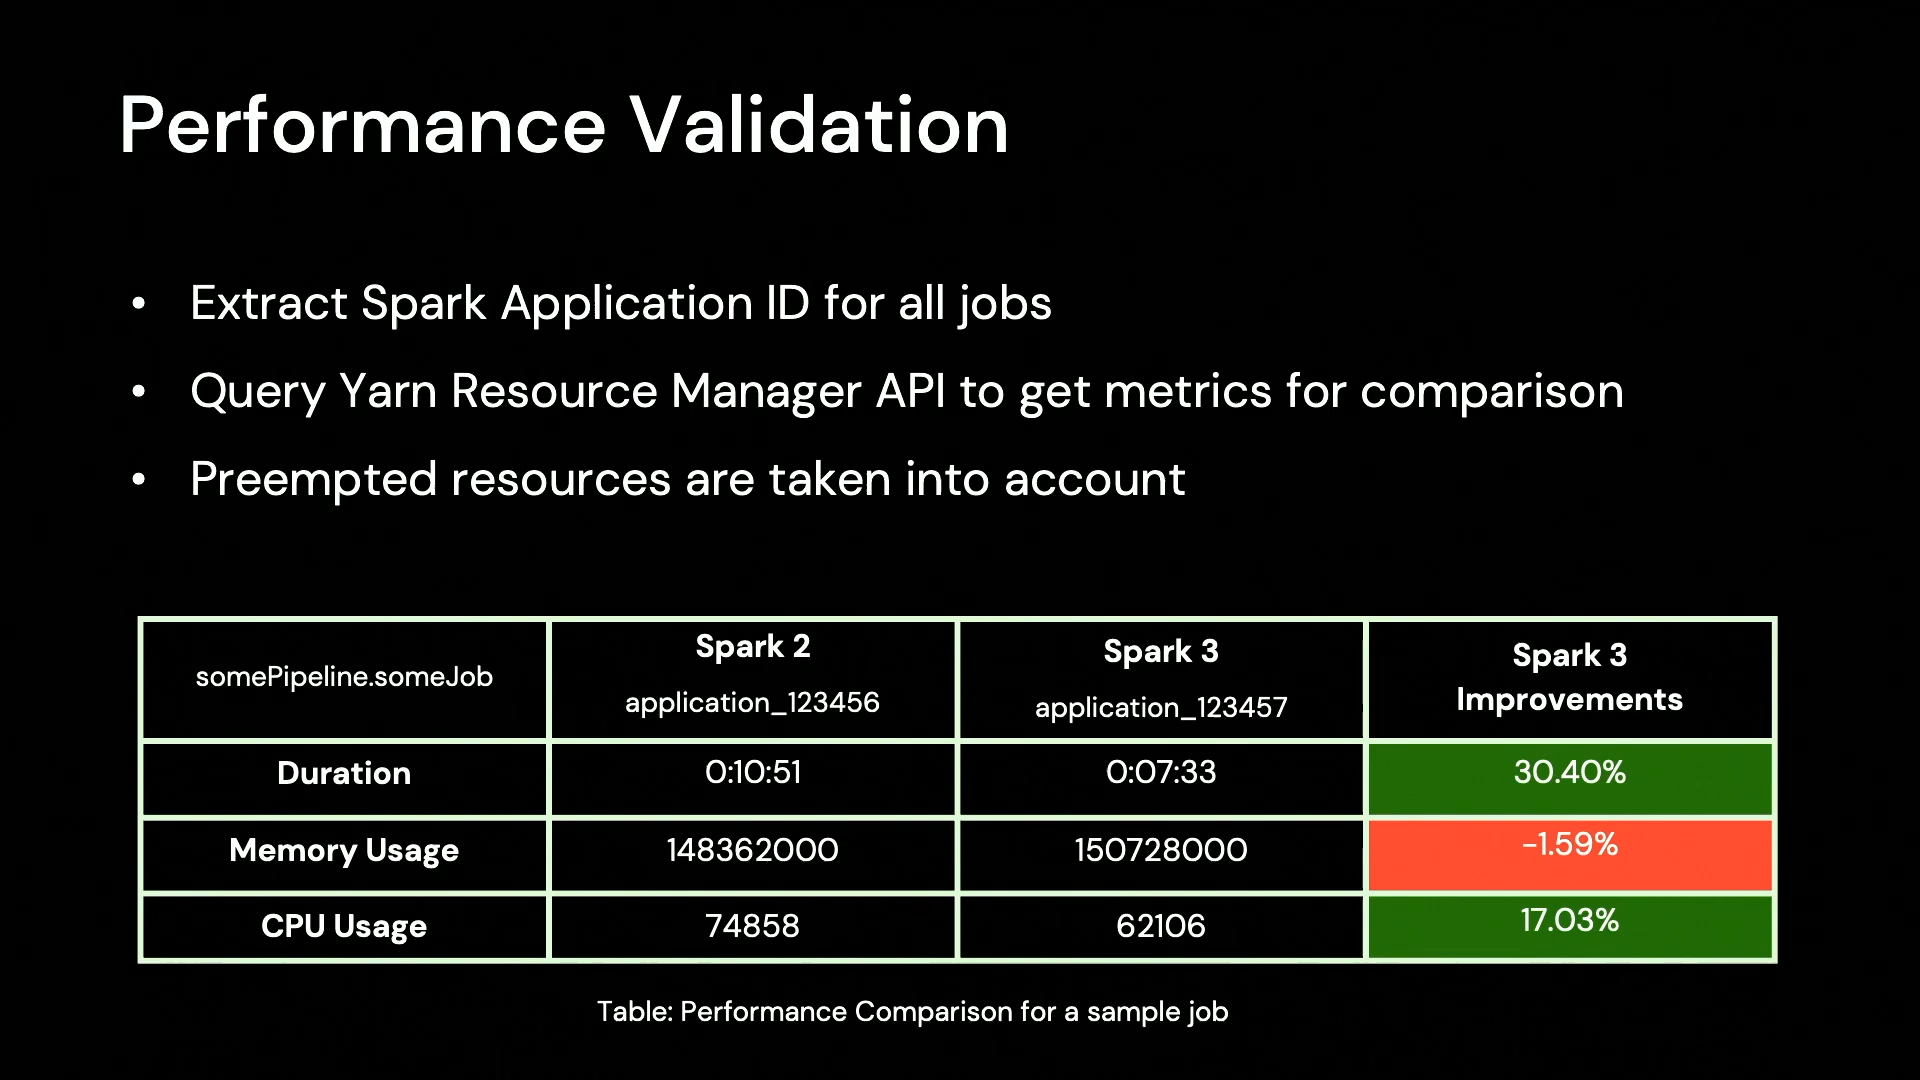 Performance Validation
• Extract Spark Application ID for all jobs
• Query Yarn Resource Manager API to get metrics for comparison
• Preempted resources are taken into account
somePipeline.someJob
Spark 2
application_123456
Spark 3
application_123457
Spark 3
Improvements
Duration 0:10:51 0:07:33 30.40%
Memory Usage 148362000 150728000 -1.59%
CPU Usage 74858 62106 17.03%
Table: Performance Comparison for a sample job